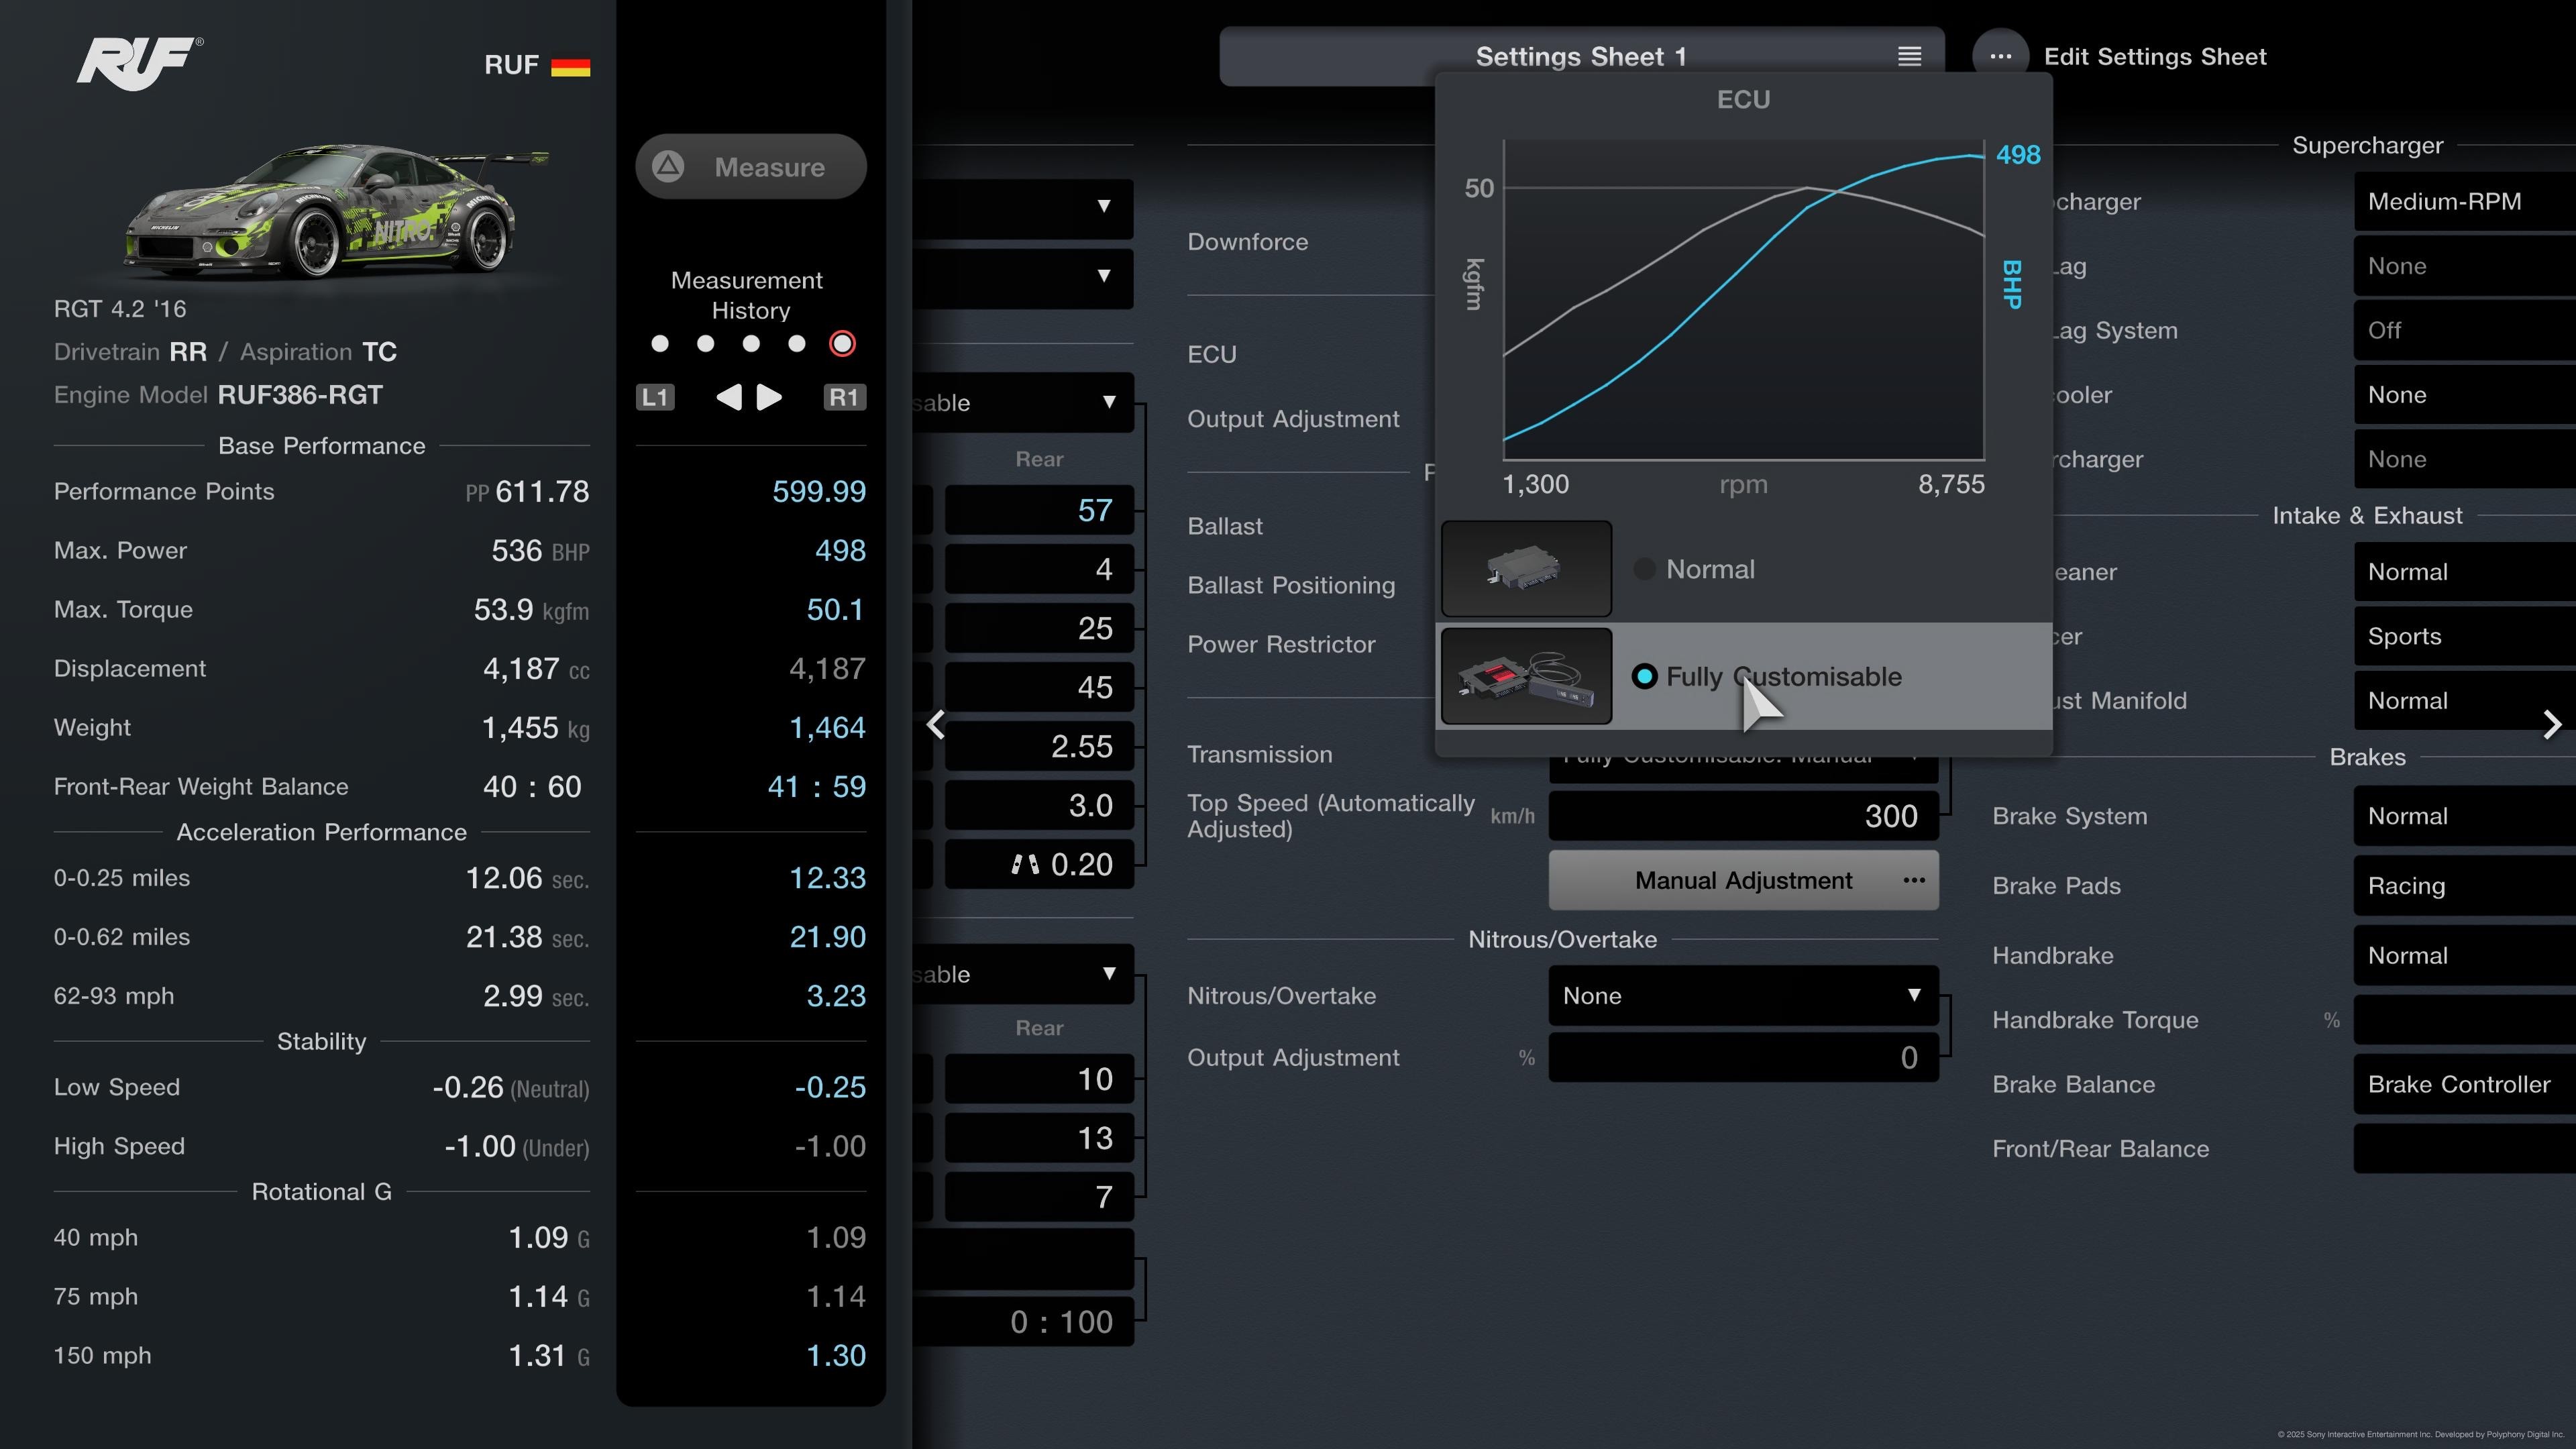 RUF
RUF
RGT 4.2 '16
Drivetrain RR / Aspiration TC
Engine Model RUF386-RGT
Base Performance
Performance Points PP 611.78
Max. Power 536 BHP
Max. Torque 53.9 kgfm
Displacement 4,187 cc
Weight 1,455 kg
Front-Rear Weight Balance 40 : 60
Acceleration Performance
0-0.25 miles 12.06 sec.
0-0.62 miles 21.38 sec.
62-93 mph 2.99 sec.
Stability
Low Speed -0.26 (Neutral)
High Speed -1.00 (Under)
Rotational G
40 mph 1.09 G
75 mph 1.14 G
150 mph 1.31 G
Measure
Measurement
History
L1 R1
599.99
498
50.1
4,187
1,464
41 : 59
12.33
21.90
3.23
-0.25
-1.00
1.09
1.14
1.30
sable
Rear
57
4
25
45
2.55
3.0
0.20
sable
Rear
10
13
7
0 : 100
Settings Sheet 1
Edit Settings Sheet
Downforce
ECU
Output Adjustment
P
Ballast
Ballast Positioning
Power Restrictor
Transmission
Fully Customisable: Manual
Top Speed (Automatically
Adjusted) km/h 300
Manual Adjustment
Nitrous/Overtake
Nitrous/Overtake None
Output Adjustment % 0
ECU
498
50
kgfm
BHP
1,300 rpm 8,755
Normal
Fully Customisable
Supercharger
charger Medium-RPM
Lag None
Lag System Off
cooler None
rcharger None
Intake & Exhaust
eaner Normal
cer Sports
ust Manifold Normal
Brakes
Brake System Normal
Brake Pads Racing
Handbrake Normal
Handbrake Torque %
Brake Balance Brake Controller
Front/Rear Balance
© 2025 Sony Interactive Entertainment Inc. Developed by Polyphony Digital Inc.